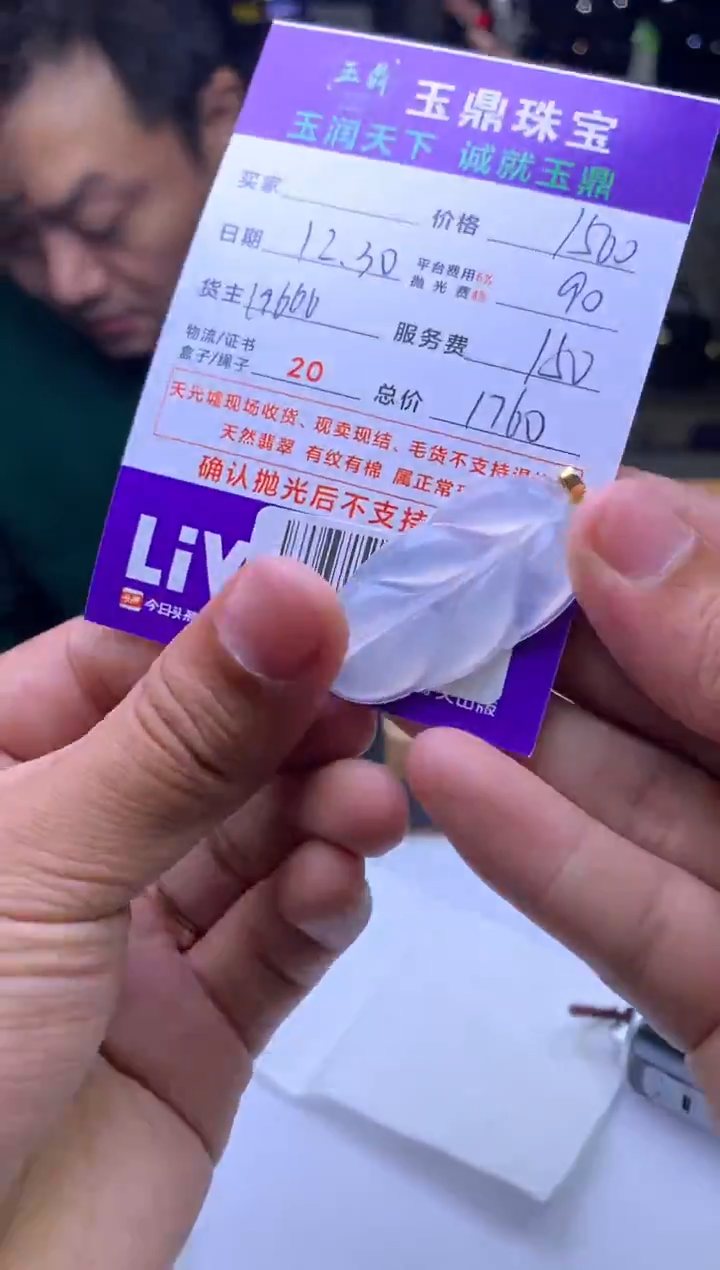 玉鼎 玉鼎珠宝
玉润天下 诚就玉鼎
买家 价格 1500
日期 12.30 平台费用6% 90
抛光费4%
货主 17600 服务费 150
物流/证书
盒子/绳子 20 总价 1760
天光墟现场收货、现卖现结、毛货不支持退
天然翡翠 有纹有棉 属正常
确认抛光后不支持
LiV
今日头